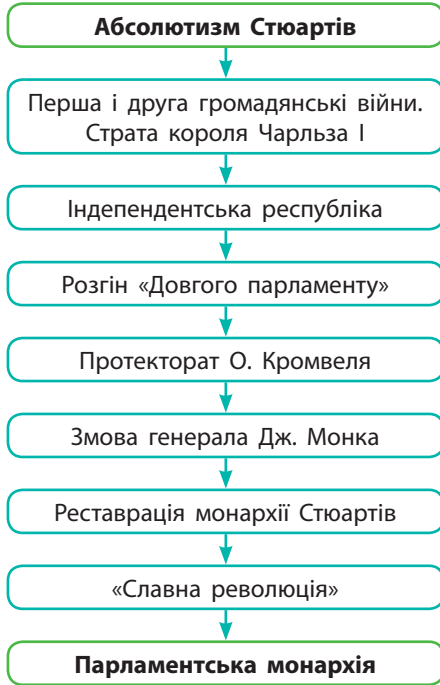 Абсолютизм Стюартів
Перша і друга громадянські війни.
Страта короля Чарльза І
Індепендентська республіка
Розгін «Довгого парламенту»
Протекторат О. Кромвеля
Змова генерала Дж. Монка
Реставрація монархії Стюартів
«Славна революція»
Парламентська монархія